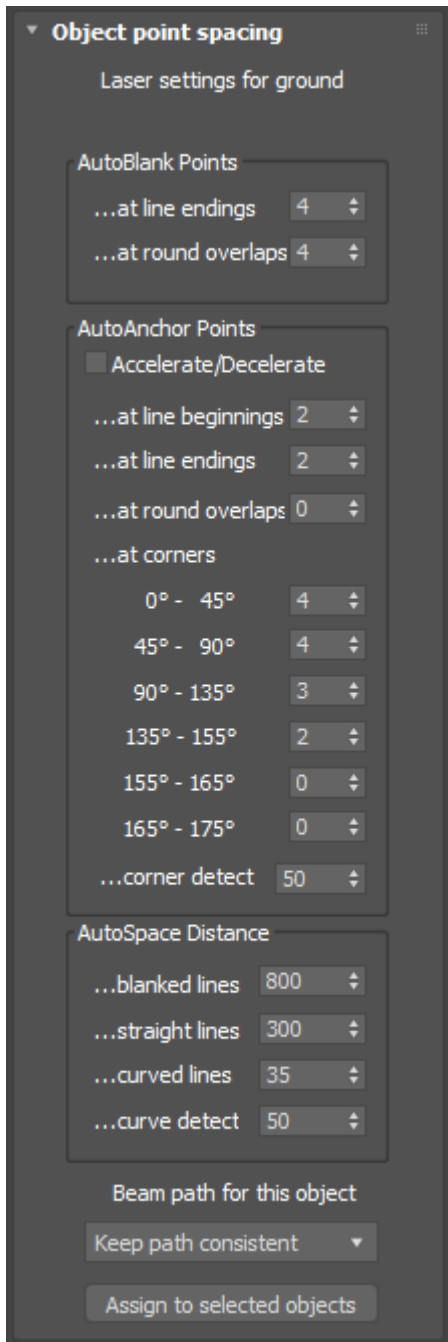 Object point spacing
Laser settings for ground
AutoBlank Points
...at line endings 4
...at round overlaps 4
AutoAnchor Points
Accelerate/Decelerate
...at line beginnings 2
...at line endings 2
...at round overlaps 0
...at corners
0° - 45° 4
45° - 90° 4
90° - 135° 3
135° - 155° 2
155° - 165° 0
165° - 175° 0
...corner detect 50
AutoSpace Distance
...blanked lines 800
...straight lines 300
...curved lines 35
...curve detect 50
Beam path for this object
Keep path consistent
Assign to selected objects